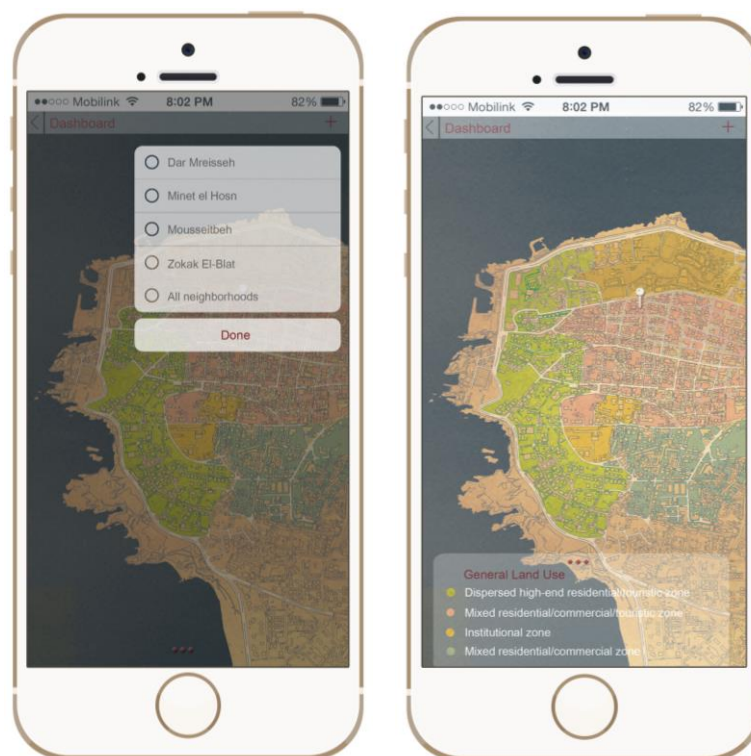 Mobilink 8:02 PM 82%
Dashboard +
Dar Mreisseh
Minet el Hosn
Mousseitbeh
Zokak El-Blat
All neighborhoods
Done
Mobilink 8:02 PM 82%
Dashboard +
General Land Use
Dispersed high-end residential/touristic zone
Mixed residential/commercial/touristic zone
Institutional zone
Mixed residential/commercial zone